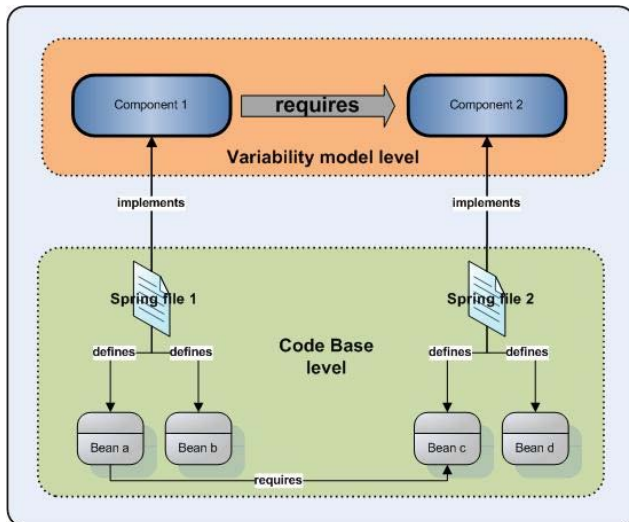 Component 1
requires
Component 2
Variability model level
implements
implements
Spring file 1
Spring file 2
Code Base
level
defines
defines
defines
defines
Bean a
Bean b
Bean c
Bean d
requires